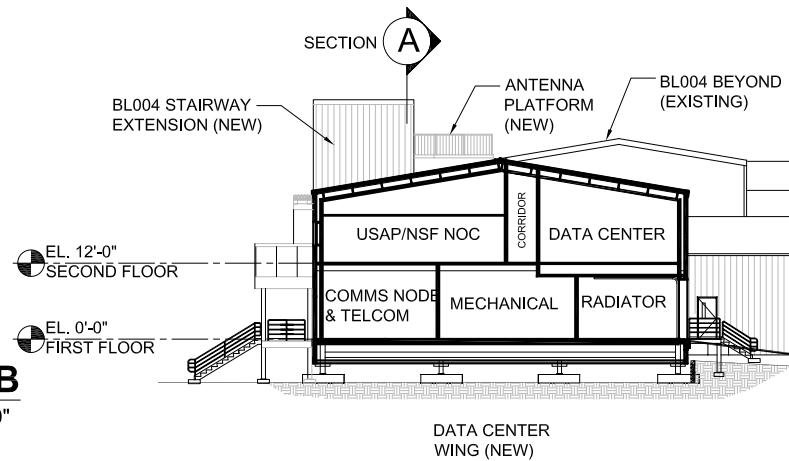 SECTION
A
ANTENNA
PLATFORM
(NEW)
BL004 BEYOND
(EXISTING)
BL004 STAIRWAY
EXTENSION (NEW)
CORRIDOR
USAP/NSF NOC
DATA CENTER
EL. 12'-0"
SECOND FLOOR
COMMS NODE
& TELCOM
MECHANICAL
RADIATOR
EL. 0'-0"
FIRST FLOOR
B
0"
DATA CENTER
WING (NEW)